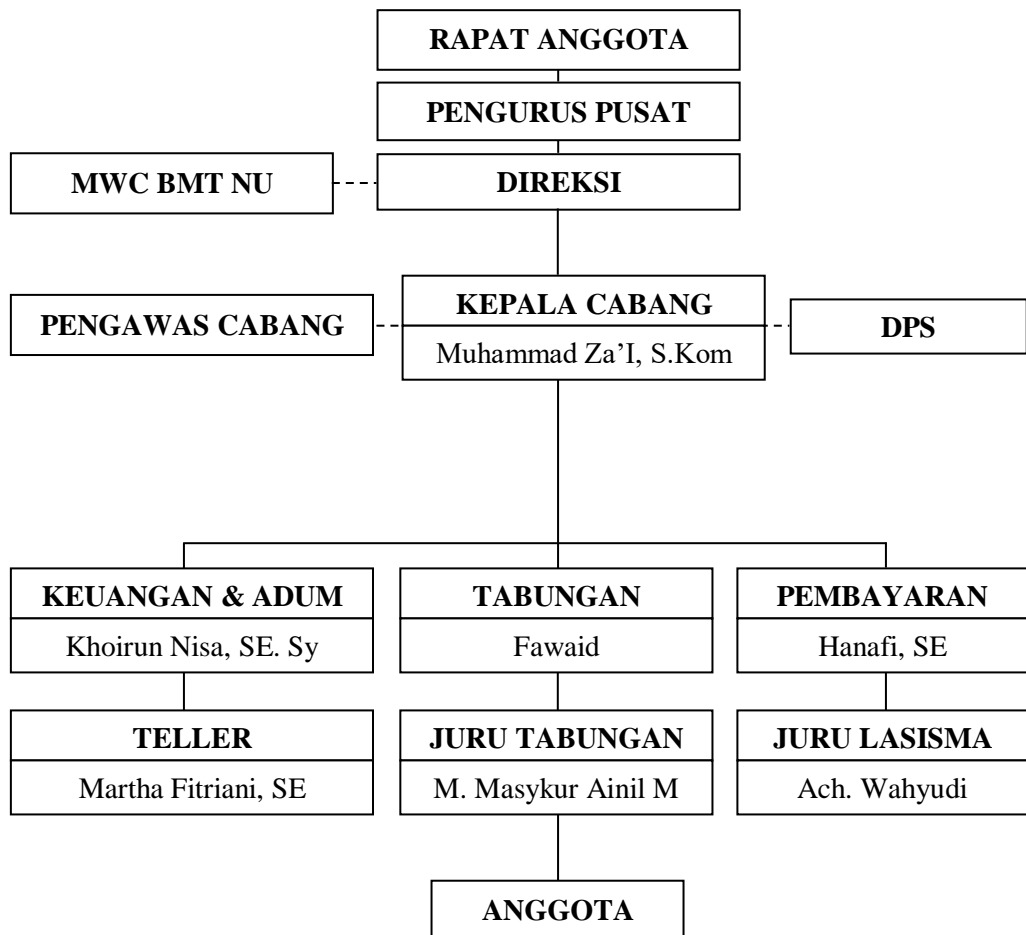 RAPAT ANGGOTA
PENGURUS PUSAT
MWC BMT NU
DIREKSI
PENGAWAS CABANG
KEPALA CABANG
Muhammad Za’I, S.Kom
DPS
KEUANGAN & ADUM
Khoirun Nisa, SE. Sy
TABUNGAN
Fawaid
PEMBAYARAN
Hanafi, SE
TELLER
Martha Fitriani, SE
JURU TABUNGAN
M. Masykur Ainil M
JURU LASISMA
Ach. Wahyudi
ANGGOTA